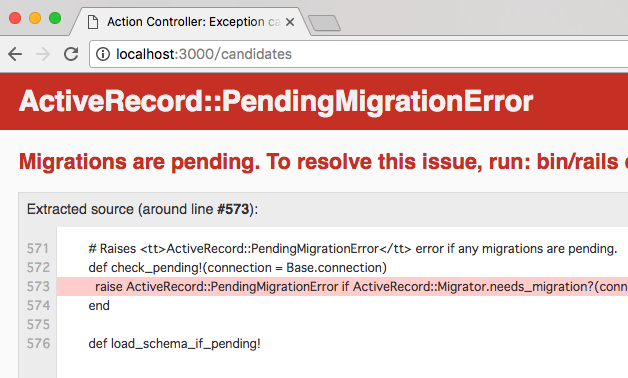 Action Controller: Exception ca
localhost:3000/candidates
ActiveRecord::PendingMigrationError
Migrations are pending. To resolve this issue, run: bin/rails
Extracted source (around line #573):
571 # Raises <tt>ActiveRecord::PendingMigrationError</tt> error if any migrations are pending.
572 def check_pending!(connection = Base.connection)
573 raise ActiveRecord::PendingMigrationError if ActiveRecord::Migrator.needs_migration?(conn
574 end
575
576 def load_schema_if_pending!